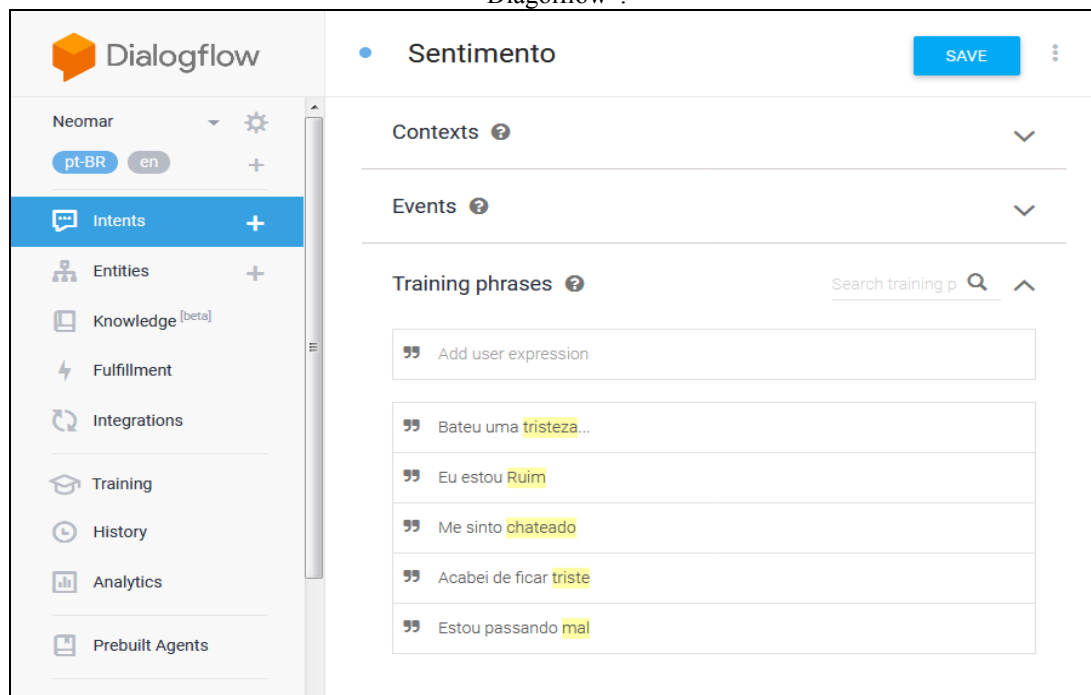 Diagolflow".
Dialogflow
Sentimento
SAVE
Neomar
pt-BR en
Intents
Entities
Knowledge [beta]
Fulfillment
Integrations
Training
History
Analytics
Prebuilt Agents
Contexts
Events
Training phrases
Search training p
Add user expression
Bateu uma tristeza...
Eu estou Ruim
Me sinto chateado
Acabei de ficar triste
Estou passando mal